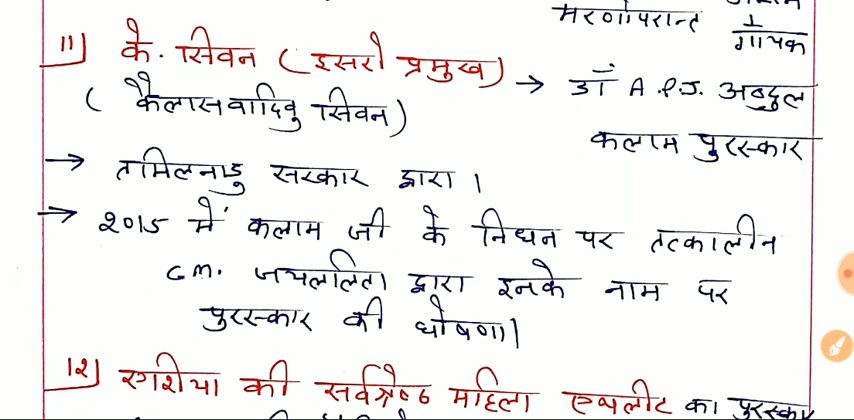 मरणोपरान्त गायक
11) के. सिवन (इसरो प्रमुख) → डॉ A.P.J. अब्दुल
(कैलासवादिवु सिवन) कलाम पुरस्कार
→ तमिलनाडु सरकार द्वारा।
→ 2015 में कलाम जी के निधन पर तत्कालीन
CM. जयललिता द्वारा इनके नाम पर
पुरस्कार की घोषणा।
12) एशिया की सर्वश्रेष्ठ महिला एथलीट का